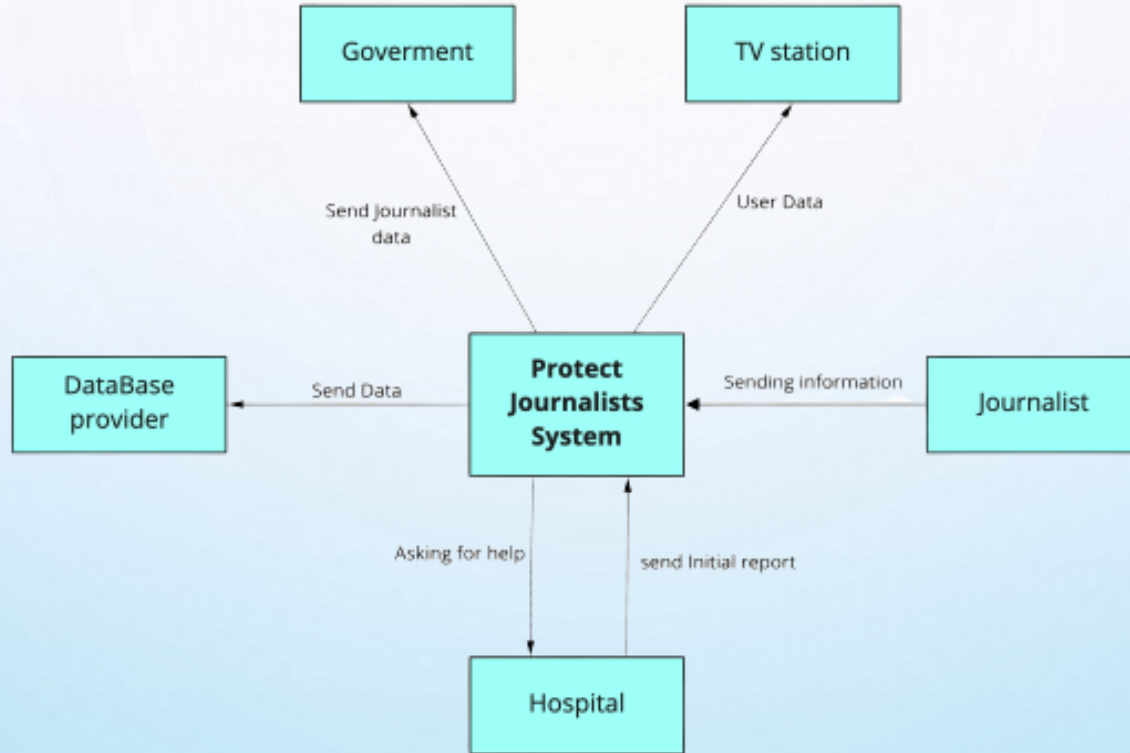 Goverment
TV station
Send Journalist
data
User Data
DataBase
provider
Send Data
Protect
Journalists
System
Sending information
Journalist
Asking for help
send Initial report
Hospital